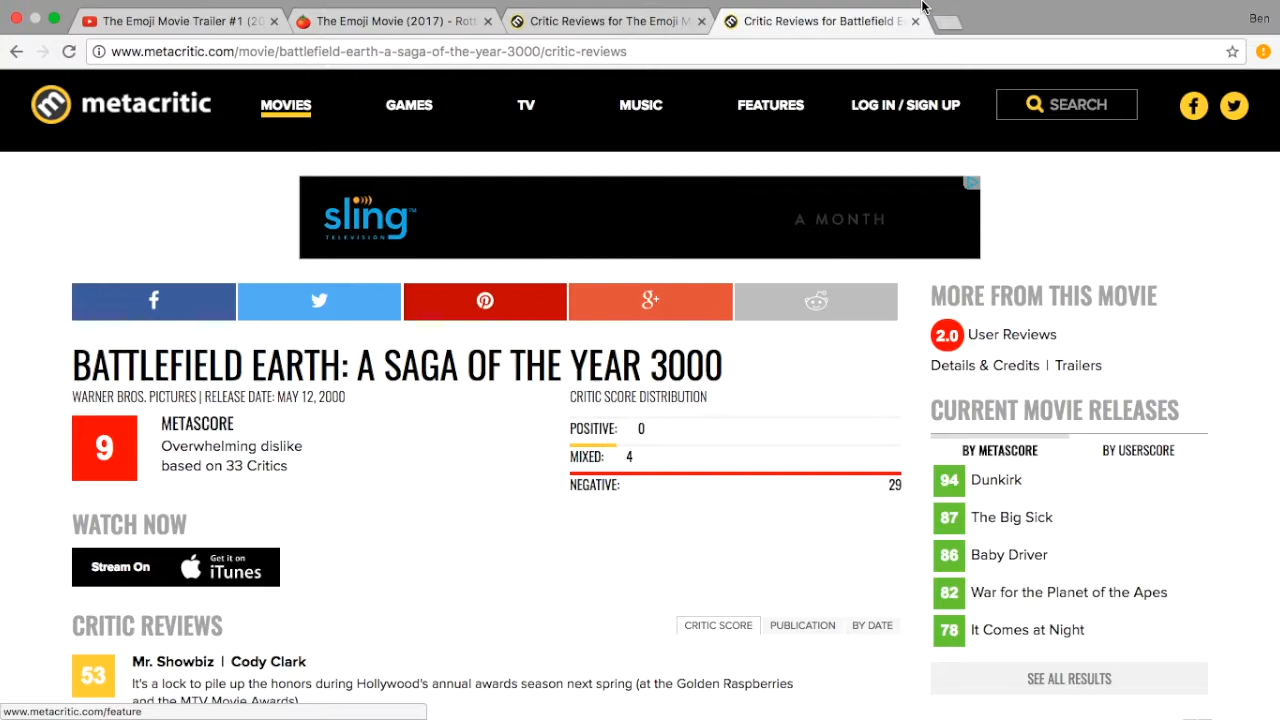 The Emoji Movie Trailer #1 (20
The Emoji Movie (2017) - Rott
Critic Reviews for The Emoji M
Critic Reviews for Battlefield E
Ben
www.metacritic.com/movie/battlefield-earth-a-saga-of-the-year-3000/critic-reviews
metacritic
MOVIES
GAMES
TV
MUSIC
FEATURES
LOG IN / SIGN UP
SEARCH
sling
TELEVISION
A MONTH
BATTLEFIELD EARTH: A SAGA OF THE YEAR 3000
WARNER BROS. PICTURES | RELEASE DATE: MAY 12, 2000
9
METASCORE
Overwhelming dislike
based on 33 Critics
CRITIC SCORE DISTRIBUTION
POSITIVE: 0
MIXED: 4
NEGATIVE: 29
WATCH NOW
Stream On
Get it on
iTunes
CRITIC REVIEWS
CRITIC SCORE
PUBLICATION
BY DATE
53
Mr. Showbiz | Cody Clark
It's a lock to pile up the honors during Hollywood's annual awards season next spring (at the Golden Raspberries
and the MTV Movie Awards)
MORE FROM THIS MOVIE
2.0 User Reviews
Details & Credits | Trailers
CURRENT MOVIE RELEASES
BY METASCORE
BY USERSCORE
94 Dunkirk
87 The Big Sick
86 Baby Driver
82 War for the Planet of the Apes
78 It Comes at Night
SEE ALL RESULTS
www.metacritic.com/feature